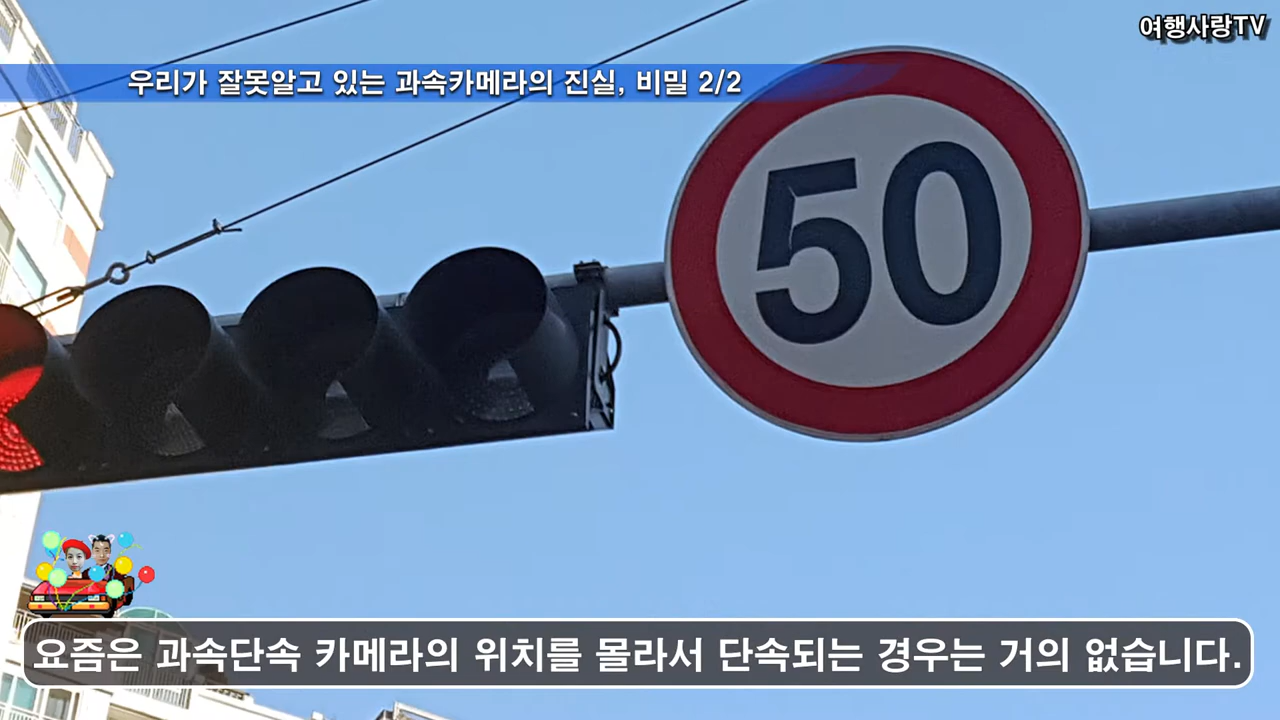 여행사랑TV
우리가 잘못알고 있는 과속카메라의 진실, 비밀 2/2
50
요즘은 과속단속 카메라의 위치를 몰라서 단속되는 경우는 거의 없습니다.